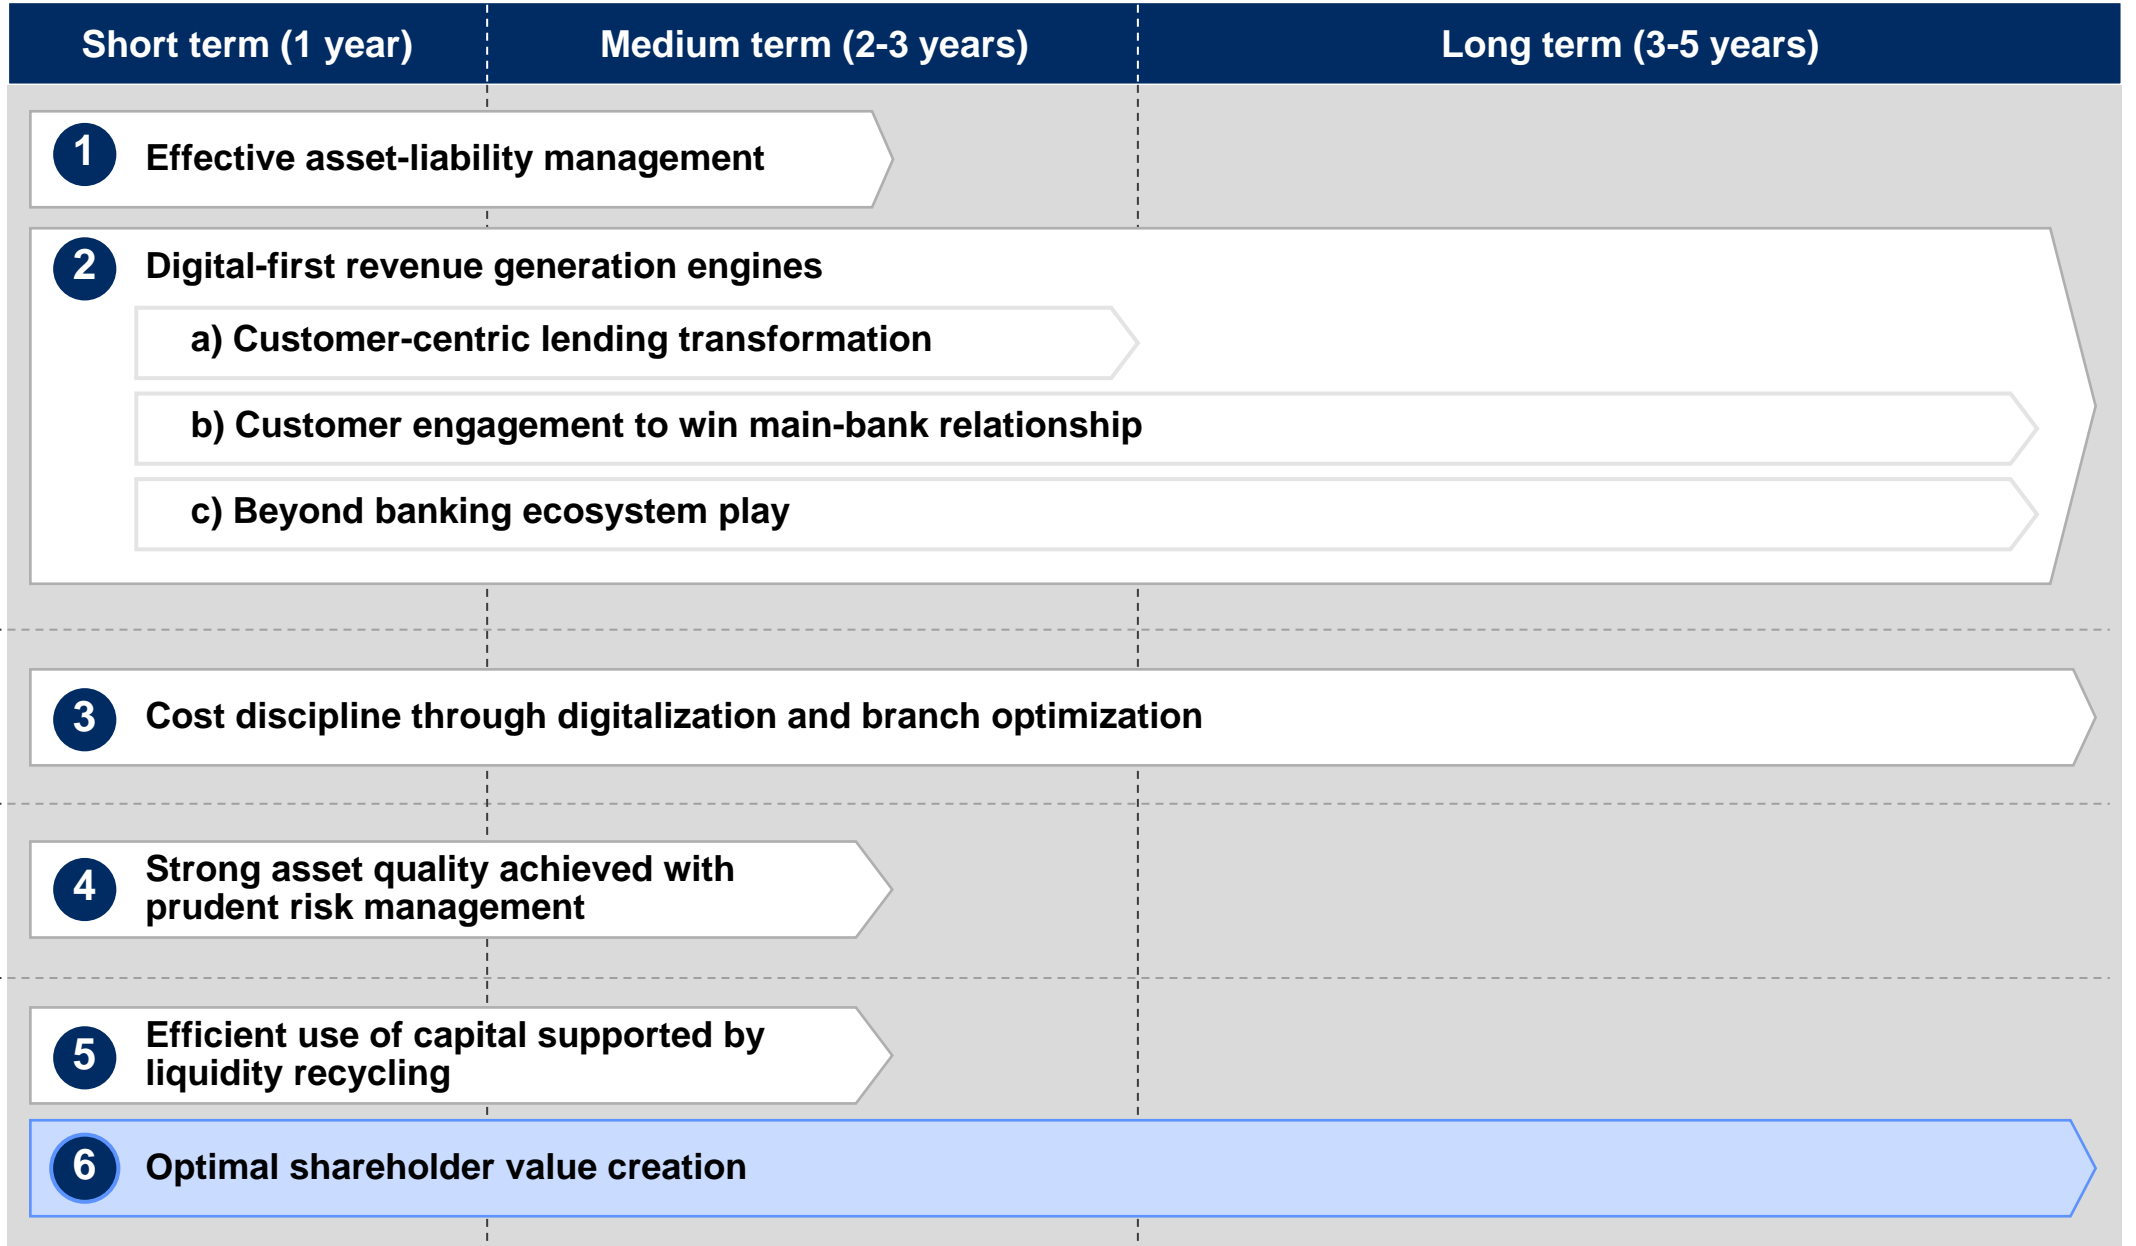 Short term (1 year)
Medium term (2-3 years)
Long term (3-5 years)
1
Effective asset-liability management
2
Digital-first revenue generation engines
a) Customer-centric lending transformation
b) Customer engagement to win main-bank relationship
c) Beyond banking ecosystem play
3
Cost discipline through digitalization and branch optimization
4
Strong asset quality achieved with
prudent risk management
5
Efficient use of capital supported by
liquidity recycling
6
Optimal shareholder value creation